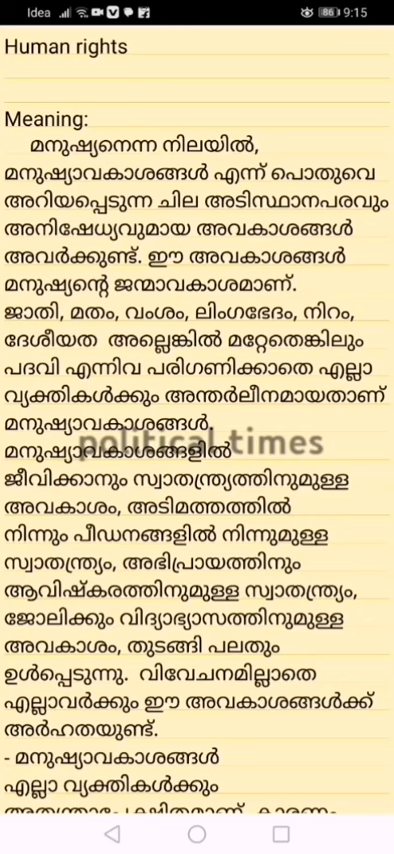 Idea 86 9:15
Human rights
Meaning:
മനുഷ്യനെന്ന നിലയിൽ,
മനുഷ്യാവകാശങ്ങൾ എന്ന് പൊതുവെ
അറിയപ്പെടുന്ന ചില അടിസ്ഥാനപരവും
അനിഷേധ്യവുമായ അവകാശങ്ങൾ
അവർക്കുണ്ട്. ഈ അവകാശങ്ങൾ
മനുഷ്യന്റെ ജന്മാവകാശമാണ്.
ജാതി, മതം, വംശം, ലിംഗഭേദം, നിറം,
ദേശീയത അല്ലെങ്കിൽ മറ്റേതെങ്കിലും
പദവി എന്നിവ പരിഗണിക്കാതെ എല്ലാ
വ്യക്തികൾക്കും അന്തർലീനമായതാണ്
മനുഷ്യാവകാശങ്ങൾ.
political times
മനുഷ്യാവകാശങ്ങളിൽ
ജീവിക്കാനും സ്വാതന്ത്ര്യത്തിനുമുള്ള
അവകാശം, അടിമത്തത്തിൽ
നിന്നും പീഡനങ്ങളിൽ നിന്നുമുള്ള
സ്വാതന്ത്ര്യം, അഭിപ്രായത്തിനും
ആവിഷ്കരത്തിനുമുള്ള സ്വാതന്ത്ര്യം,
ജോലിക്കും വിദ്യാഭ്യാസത്തിനുമുള്ള
അവകാശം, തുടങ്ങി പലതും
ഉൾപ്പെടുന്നു. വിവേചനമില്ലാതെ
എല്ലാവർക്കും ഈ അവകാശങ്ങൾക്ക്
അർഹതയുണ്ട്.
- മനുഷ്യാവകാശങ്ങൾ
എല്ലാ വ്യക്തികൾക്കും